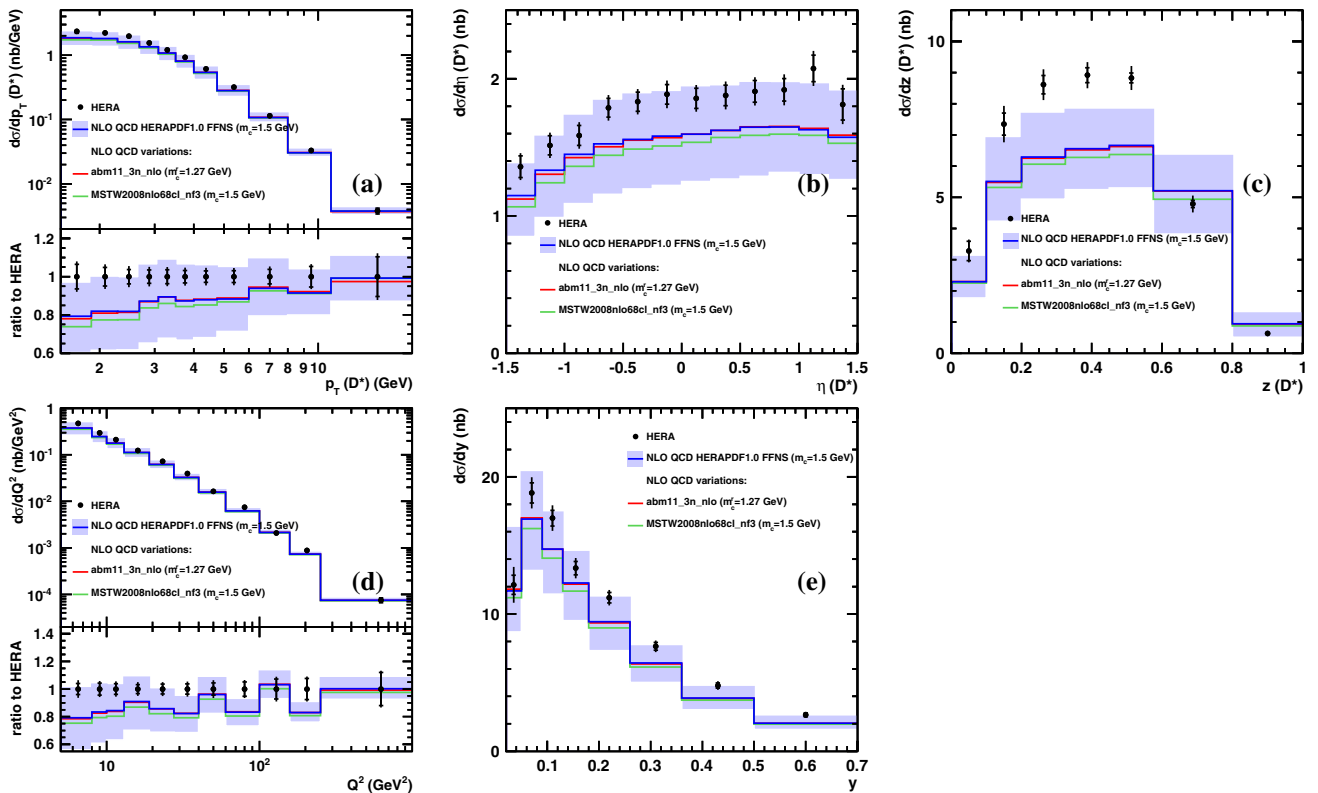 dσ/dp_T (D*) (nb/GeV)
1
10^-1
10^-2
HERA
NLO QCD HERAPDF1.0 FFNS (m_c=1.5 GeV)
NLO QCD variations:
abm11_3n_nlo (m_c^r=1.27 GeV)
MSTW2008nlo68cl_nf3 (m_c=1.5 GeV)
(a)
ratio to HERA
1.2
1.0
0.8
0.6
2 3 4 5 6 7 8 9 10
p_T (D*) (GeV)
dσ/dη (D*) (nb)
2
1
0
HERA
NLO QCD HERAPDF1.0 FFNS (m_c=1.5 GeV)
NLO QCD variations:
abm11_3n_nlo (m_c^r=1.27 GeV)
MSTW2008nlo68cl_nf3 (m_c=1.5 GeV)
(b)
-1.5 -1 -0.5 0 0.5 1 1.5
η (D*)
dσ/dz (D*) (nb)
10
5
0
HERA
NLO QCD HERAPDF1.0 FFNS (m_c=1.5 GeV)
NLO QCD variations:
abm11_3n_nlo (m_c^r=1.27 GeV)
MSTW2008nlo68cl_nf3 (m_c=1.5 GeV)
(c)
0 0.2 0.4 0.6 0.8 1
z (D*)
dσ/dQ² (nb/GeV²)
1
10^-1
10^-2
10^-3
10^-4
HERA
NLO QCD HERAPDF1.0 FFNS (m_c=1.5 GeV)
NLO QCD variations:
abm11_3n_nlo (m_c^r=1.27 GeV)
MSTW2008nlo68cl_nf3 (m_c=1.5 GeV)
(d)
ratio to HERA
1.4
1.2
1.0
0.8
0.6
10 10²
Q² (GeV²)
dσ/dy (nb)
20
10
0
HERA
NLO QCD HERAPDF1.0 FFNS (m_c=1.5 GeV)
NLO QCD variations:
abm11_3n_nlo (m_c^r=1.27 GeV)
MSTW2008nlo68cl_nf3 (m_c=1.5 GeV)
(e)
0.1 0.2 0.3 0.4 0.5 0.6 0.7
y